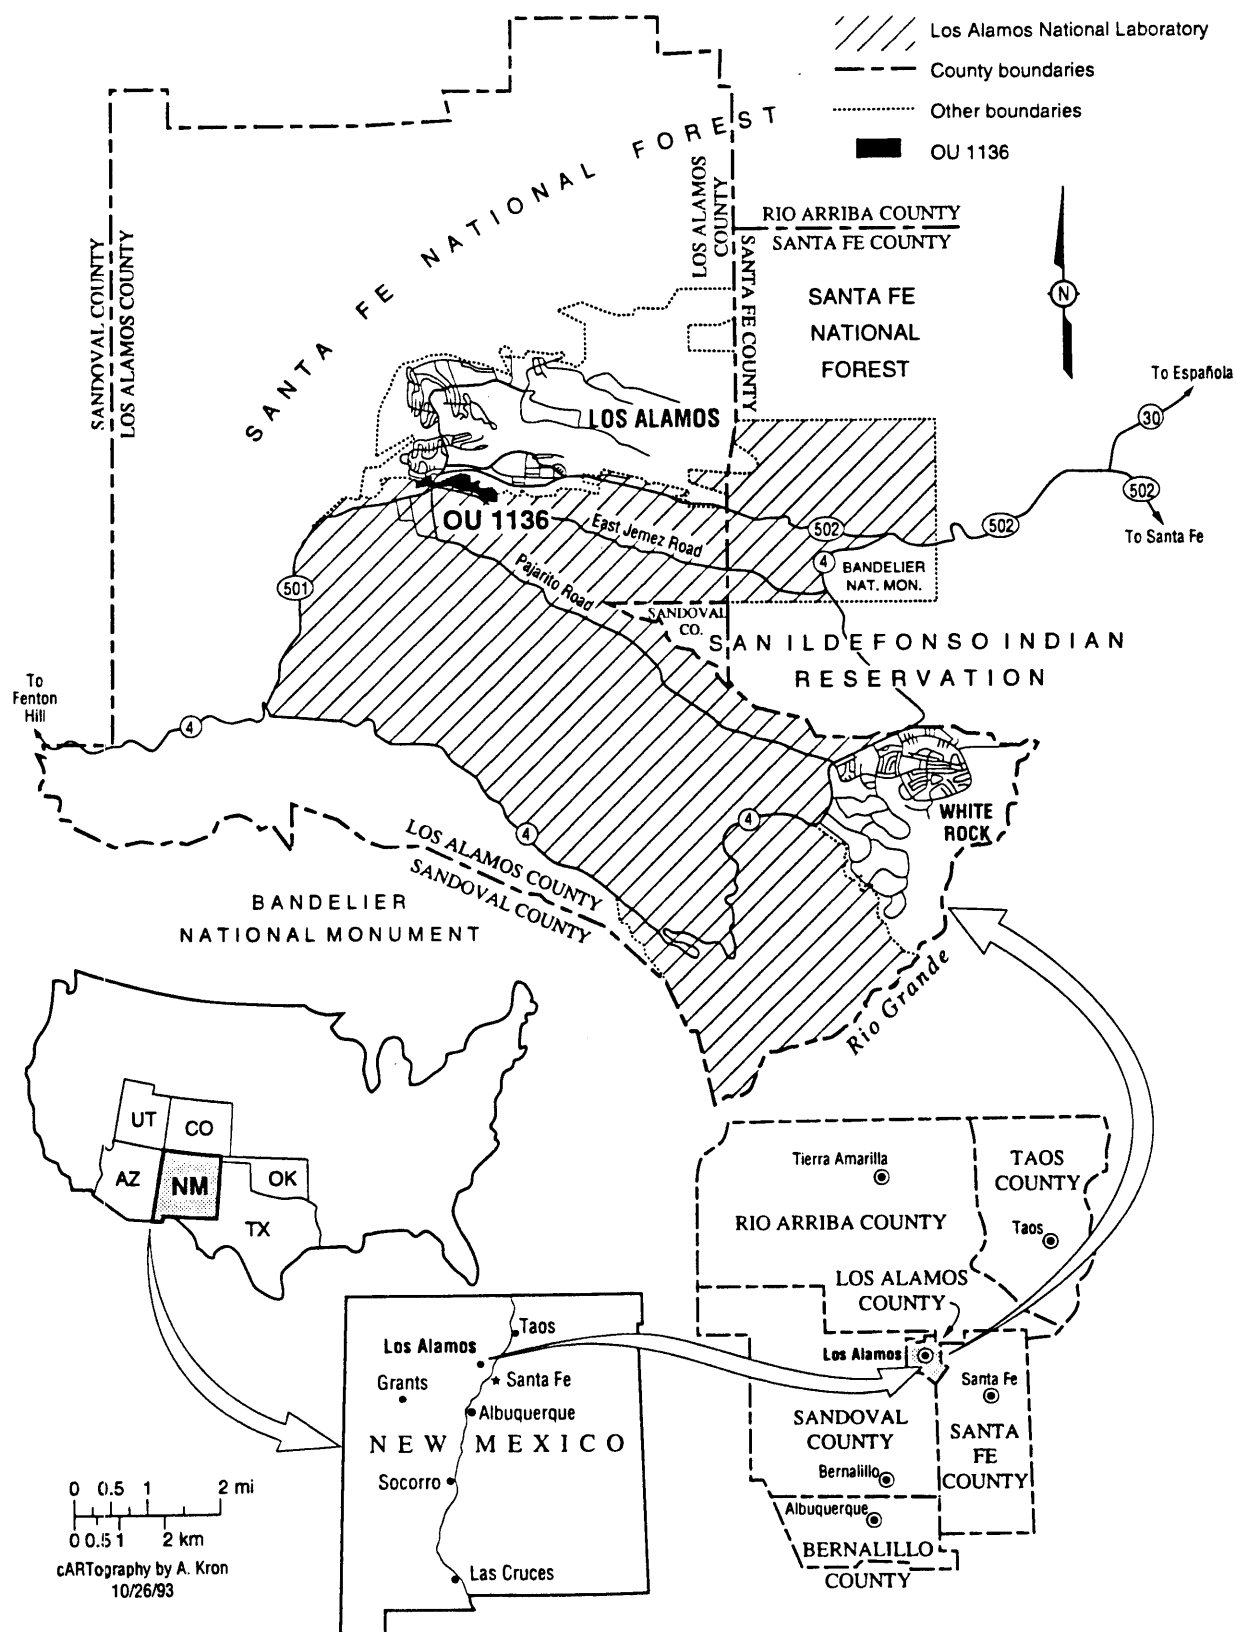 Los Alamos National Laboratory
County boundaries
Other boundaries
OU 1136
SANTA FE NATIONAL FOREST
LOS ALAMOS
COUNTY
RIO ARRIBA COUNTY
SANTA FE COUNTY
SANTA FE COUNTY
SANDOVAL COUNTY
LOS ALAMOS COUNTY
SANTA FE
NATIONAL
FOREST
N
To Española
30
LOS ALAMOS
502
To Santa Fe
OU 1136
East Jemez Road
502
502
4
BANDELIER
NAT. MON.
Pajarito Road
501
SANDOVAL
CO.
SAN ILDEFONSO INDIAN
RESERVATION
To
Fenton
Hill
4
WHITE
ROCK
4
4
LOS ALAMOS COUNTY
SANDOVAL COUNTY
BANDELIER
NATIONAL MONUMENT
Rio Grande
UT
CO
AZ
NM
OK
TX
Tierra Amarilla
TAOS
COUNTY
RIO ARRIBA COUNTY
Taos
LOS ALAMOS
COUNTY
Los Alamos
Santa Fe
SANDOVAL
COUNTY
SANTA
FE
COUNTY
Bernalillo
Albuquerque
BERNALILLO
COUNTY
Taos
Los Alamos
Grants
Santa Fe
Albuquerque
NEW MEXICO
Socorro
Las Cruces
0 0.5 1 2 mi
0 0.5 1 2 km
cARTography by A. Kron
10/26/93